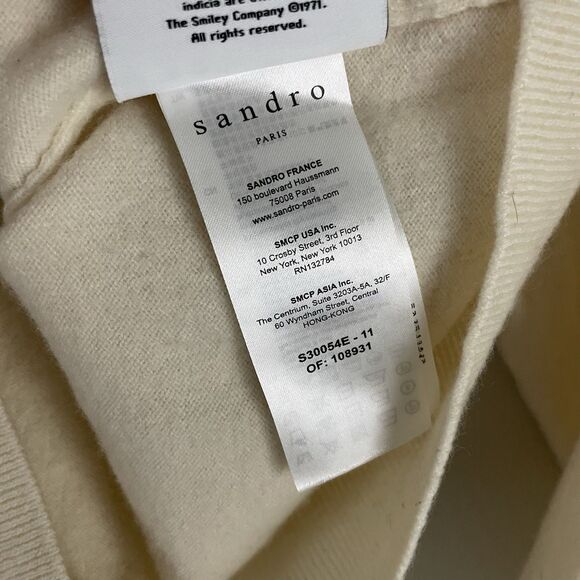 The Smiley Company ©1971.
All rights reserved.
sandro
PARIS
SANDRO FRANCE
150 boulevard Haussmann
75008 Paris
www.sandro-paris.com
SMCP USA Inc.
10 Crosby Street, 3rd Floor
New York, New York 10013
RN132784
SMCP ASIA Inc.
The Centrium, Suite 3203A-5A, 32/F
60 Wyndham Street, Central
HONG-KONG
S30054E - 11
OF: 108931